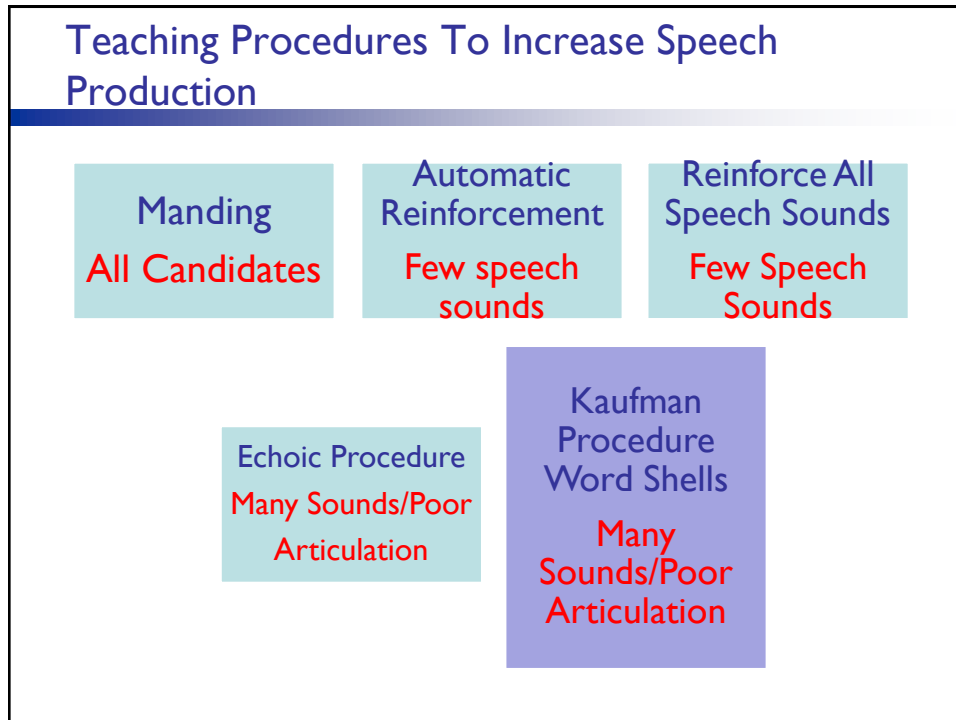 Teaching Procedures To Increase Speech
Production
Manding
All Candidates
Automatic
Reinforcement
Few speech
sounds
Reinforce All
Speech Sounds
Few Speech
Sounds
Echoic Procedure
Many Sounds/Poor
Articulation
Kaufman
Procedure
Word Shells
Many
Sounds/Poor
Articulation